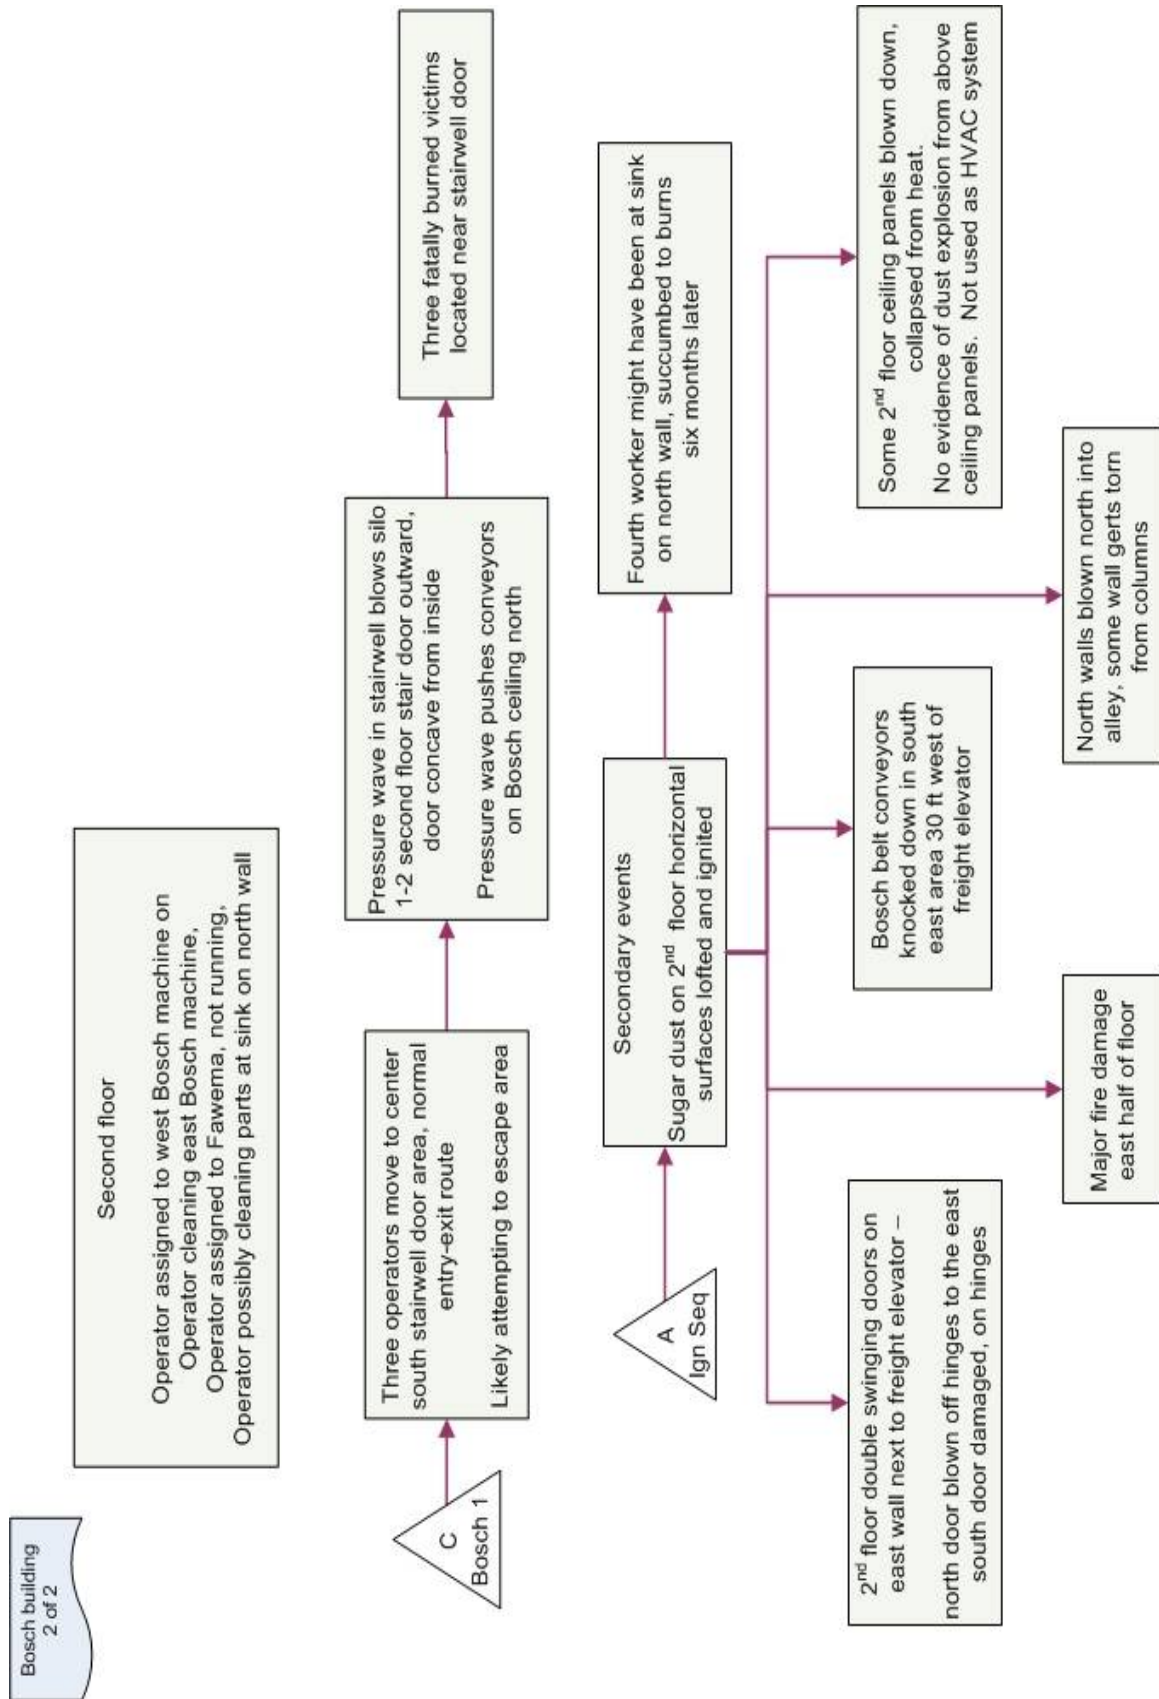 Bosch building
2 of 2
Second floor
Operator assigned to west Bosch machine on
Operator cleaning east Bosch machine,
Operator assigned to Fawema, not running,
Operator possibly cleaning parts at sink on north wall
C
Bosch 1
Three operators move to center
south stairwell door area, normal
entry-exit route
Likely attempting to escape area
Pressure wave in stairwell blows silo
1-2 second floor stair door outward,
door concave from inside
Pressure wave pushes conveyors
on Bosch ceiling north
Three fatally burned victims
located near stairwell door
A
Ign Seq
Secondary events
Sugar dust on 2nd floor horizontal
surfaces lofted and ignited
Fourth worker might have been at sink
on north wall, succumbed to burns
six months later
2nd floor double swinging doors on
east wall next to freight elevator –
north door blown off hinges to the east
south door damaged, on hinges
Major fire damage
east half of floor
Bosch belt conveyors
knocked down in south
east area 30 ft west of
freight elevator
North walls blown north into
alley, some wall gerts torn
from columns
Some 2nd floor ceiling panels blown down,
collapsed from heat.
No evidence of dust explosion from above
ceiling panels.  Not used as HVAC system